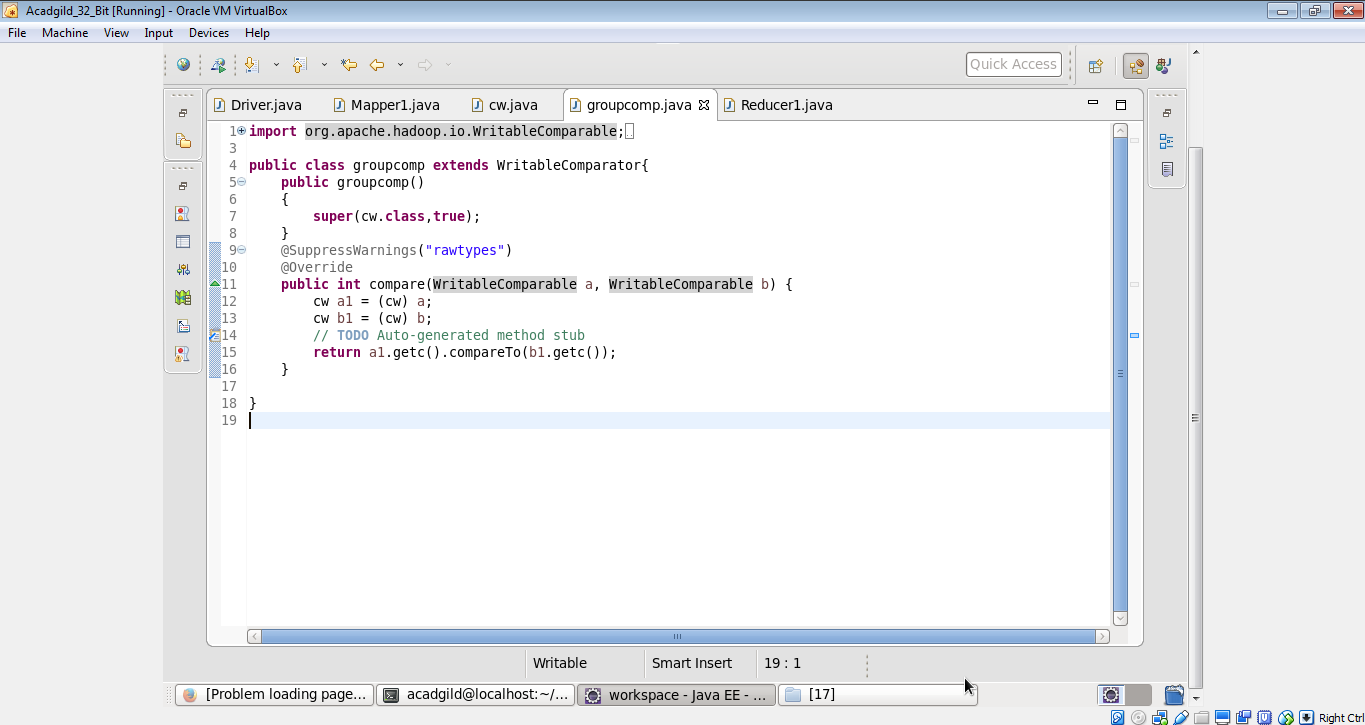 Acadgild_32_Bit [Running] - Oracle VM VirtualBox
File Machine View Input Devices Help
Quick Access
Driver.java Mapper1.java cw.java groupcomp.java Reducer1.java
1 import org.apache.hadoop.io.WritableComparable;
3
4 public class groupcomp extends WritableComparator{
5 public groupcomp()
6 {
7 super(cw.class,true);
8 }
9 @SuppressWarnings("rawtypes")
10 @Override
11 public int compare(WritableComparable a, WritableComparable b) {
12 cw a1 = (cw) a;
13 cw b1 = (cw) b;
14 // TODO Auto-generated method stub
15 return a1.getc().compareTo(b1.getc());
16 }
17
18 }
19
Writable Smart Insert 19 : 1
[Problem loading page... acadgild@localhost:~/... workspace - Java EE - ... [17]
Right Ctrl